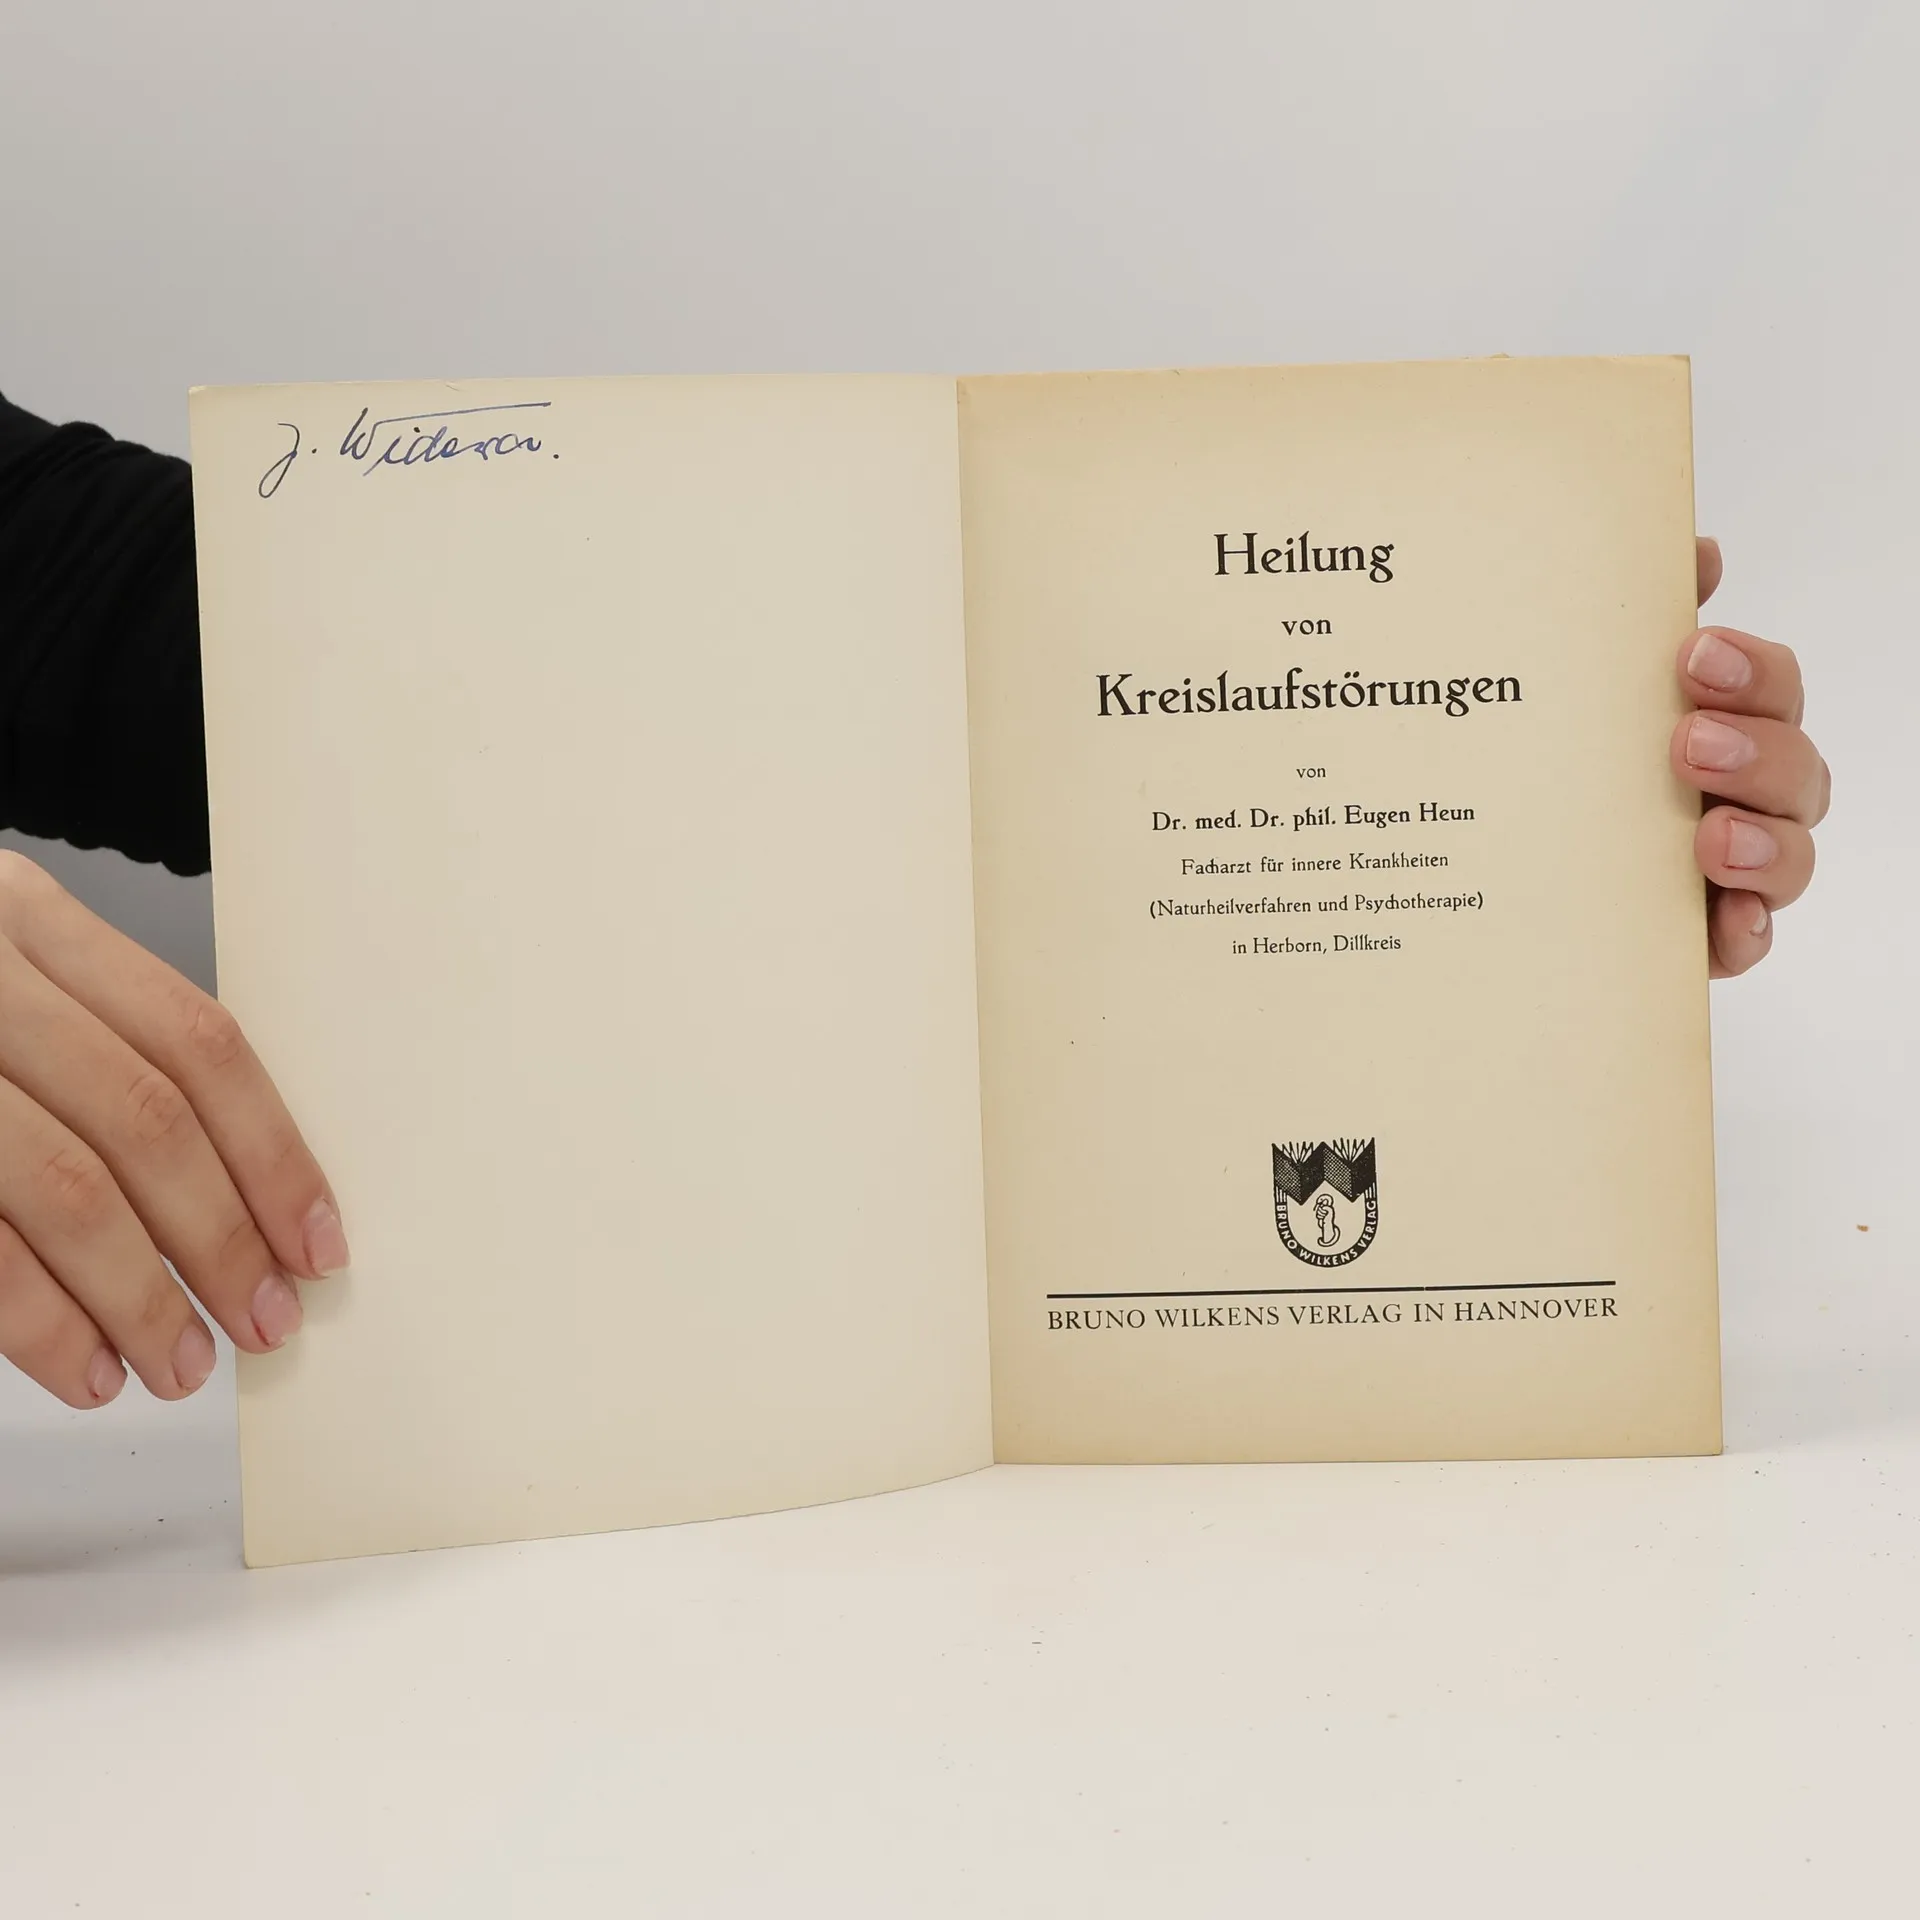 Heilung
von
Kreislaufstörungen
von
Dr. med. Dr. phil. Eugen Heun
Facharzt für innere Krankheiten
(Naturheilverfahren und Psychotherapie)
in Herborn, Dillkreis
BRUNO WILKENS VERLAG
BRUNO WILKENS VERLAG IN HANNOVER